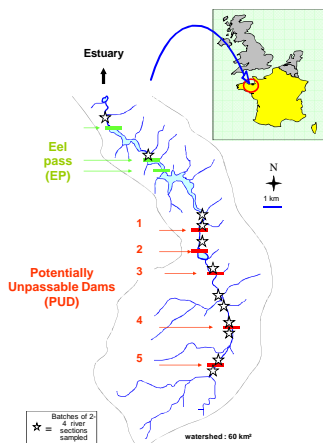 Estuary
N
1 km
Eel
pass
(EP)
1
2
3
Potentially
Unpassable Dams
(PUD)
4
5
= Batches of 2-
4 river
sections
sampled
watershed : 60 km²